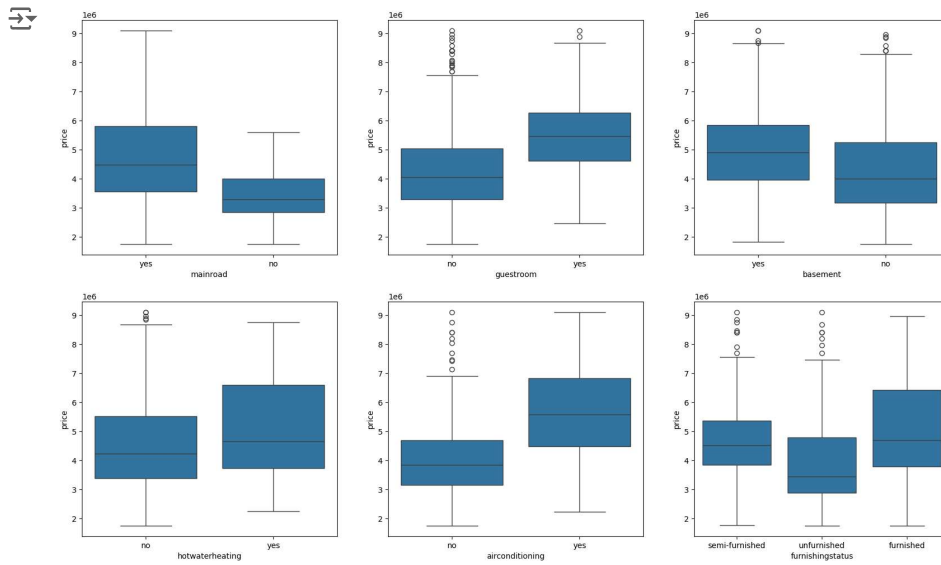 1e6
9
8
7
6
5
4
3
2
price
yes
no
mainroad
1e6
9
8
7
6
5
4
3
2
price
no
yes
guestroom
1e6
9
8
7
6
5
4
3
2
price
yes
no
basement
1e6
9
8
7
6
5
4
3
2
price
no
yes
hotwaterheating
1e6
9
8
7
6
5
4
3
2
price
no
yes
airconditioning
1e6
9
8
7
6
5
4
3
2
price
semi-furnished
unfurnished
furnished
furnishingstatus